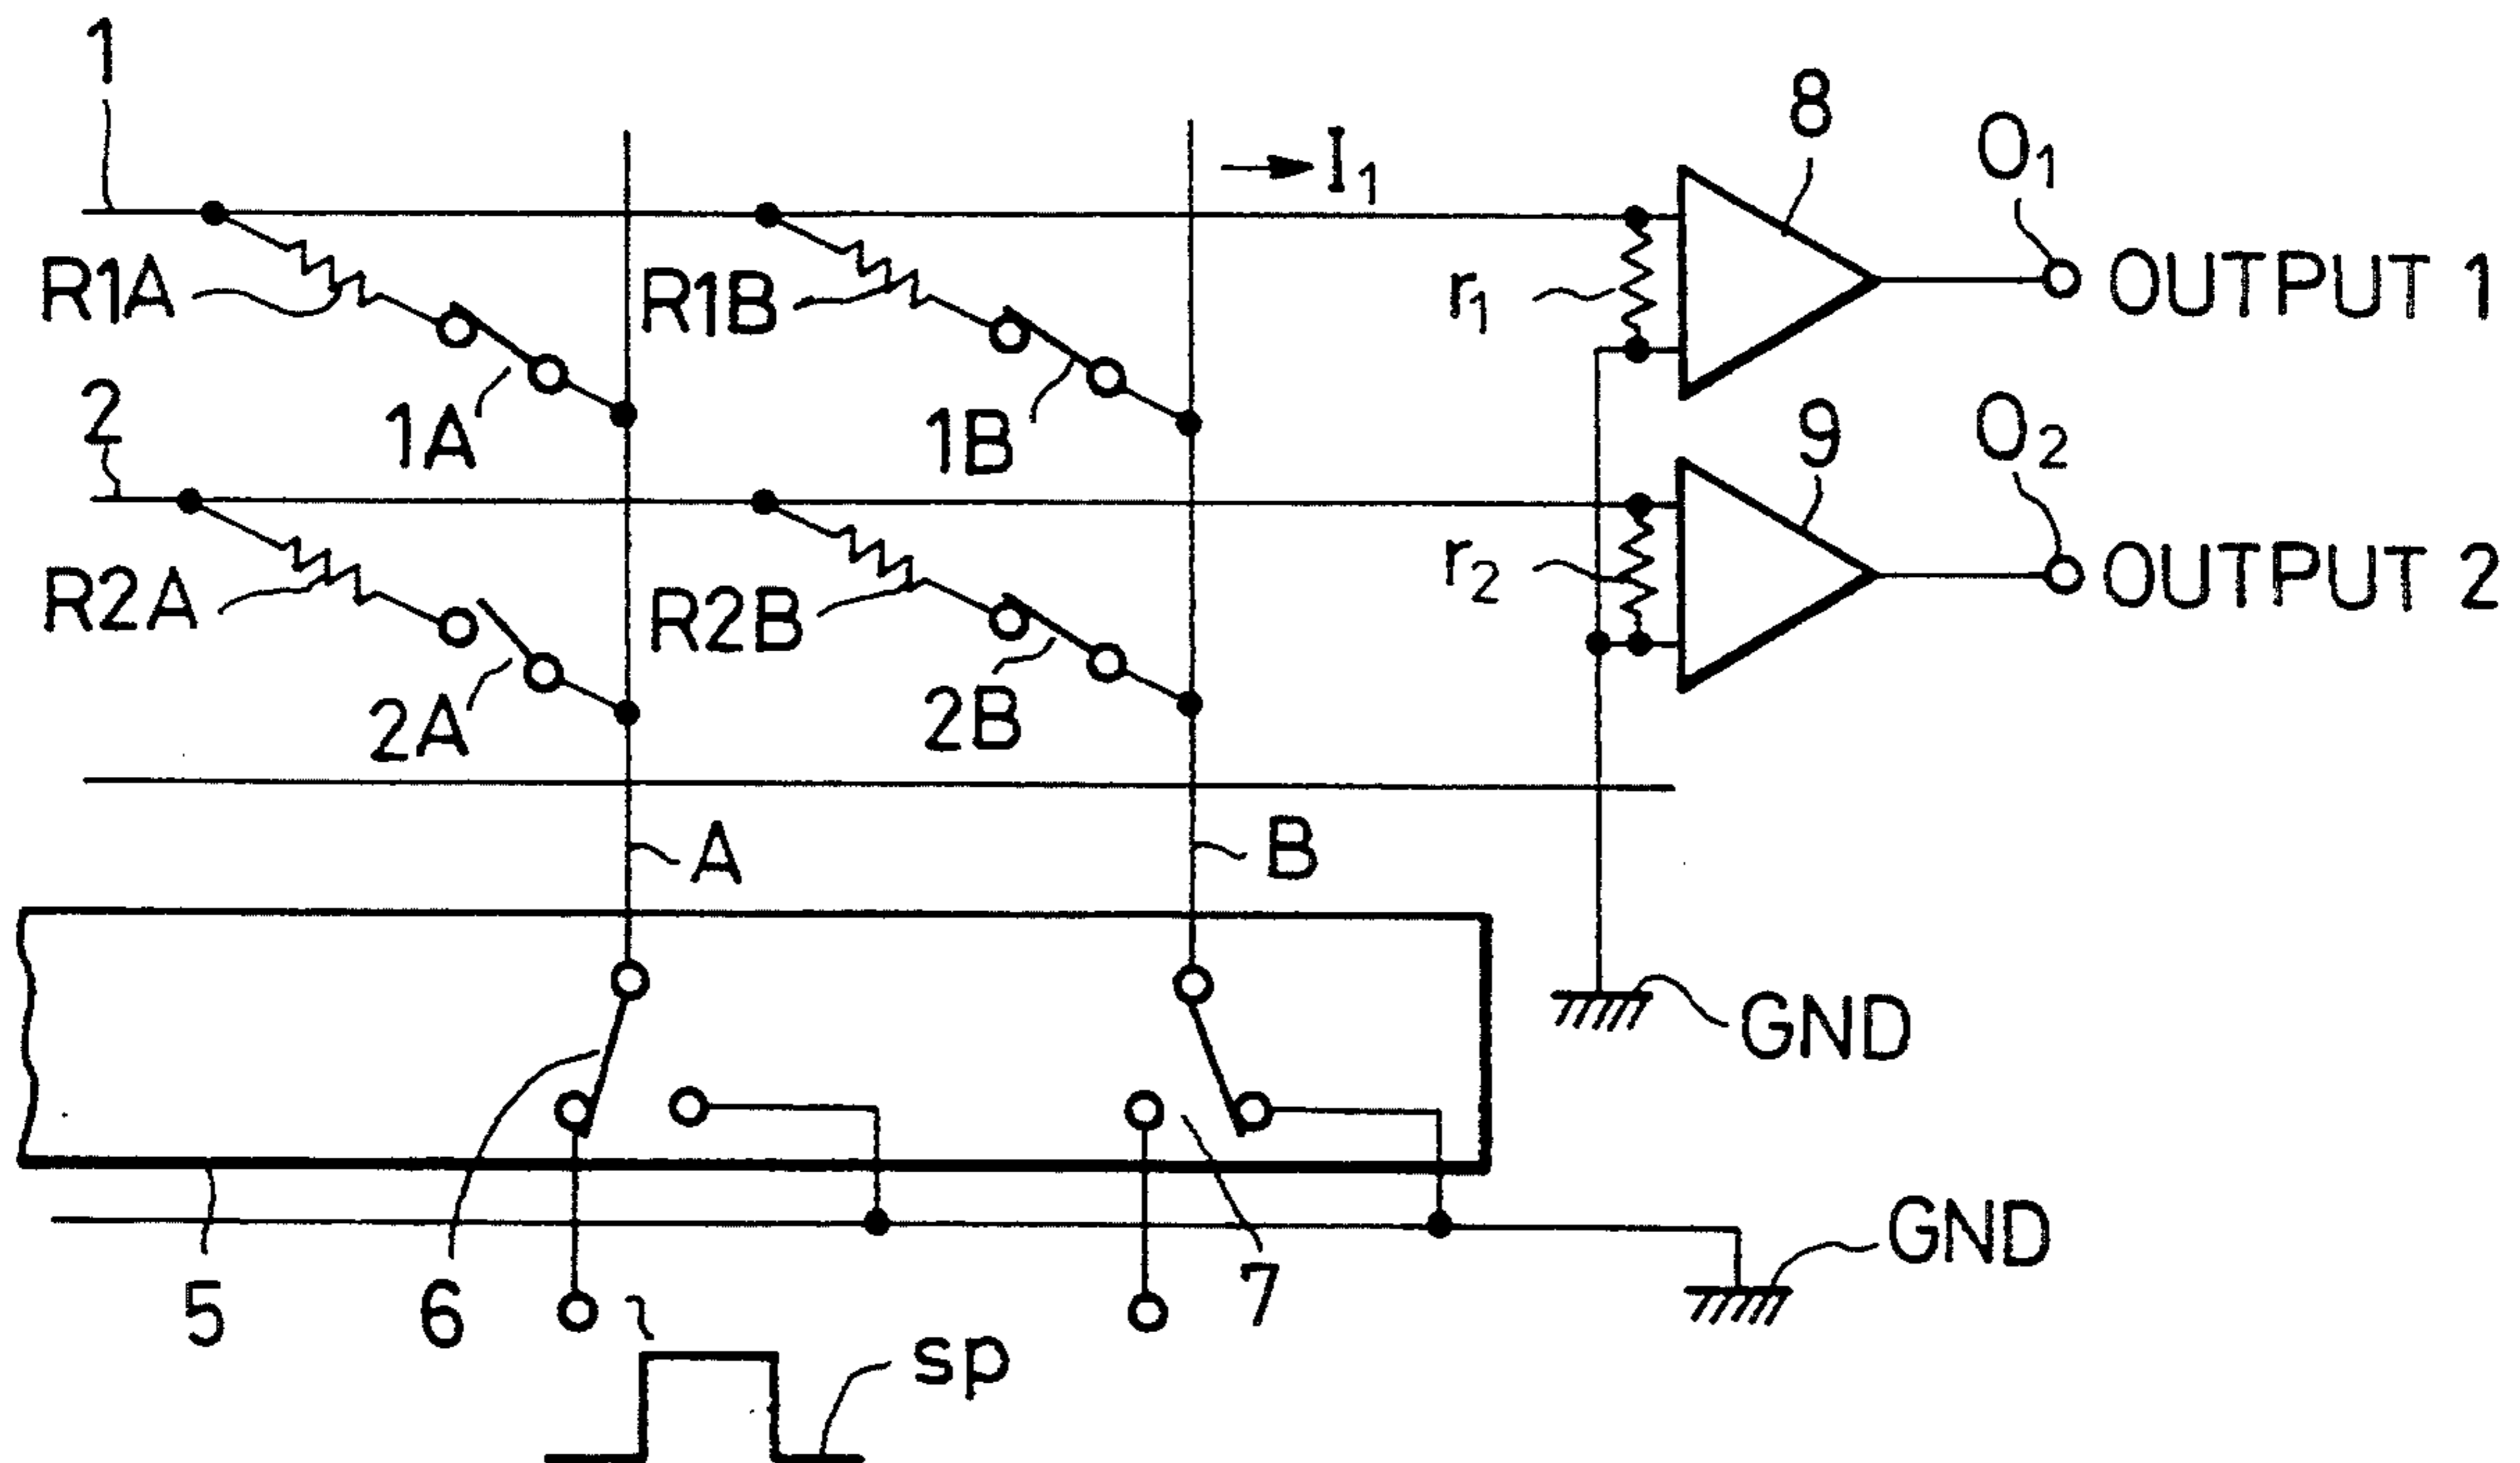 1
8
O1
I1
R1A
R1B
r1
OUTPUT 1
1A
1B
2
9
O2
R2A
R2B
r2
OUTPUT 2
2A
2B
A
B
GND
GND
5
6
7
sp